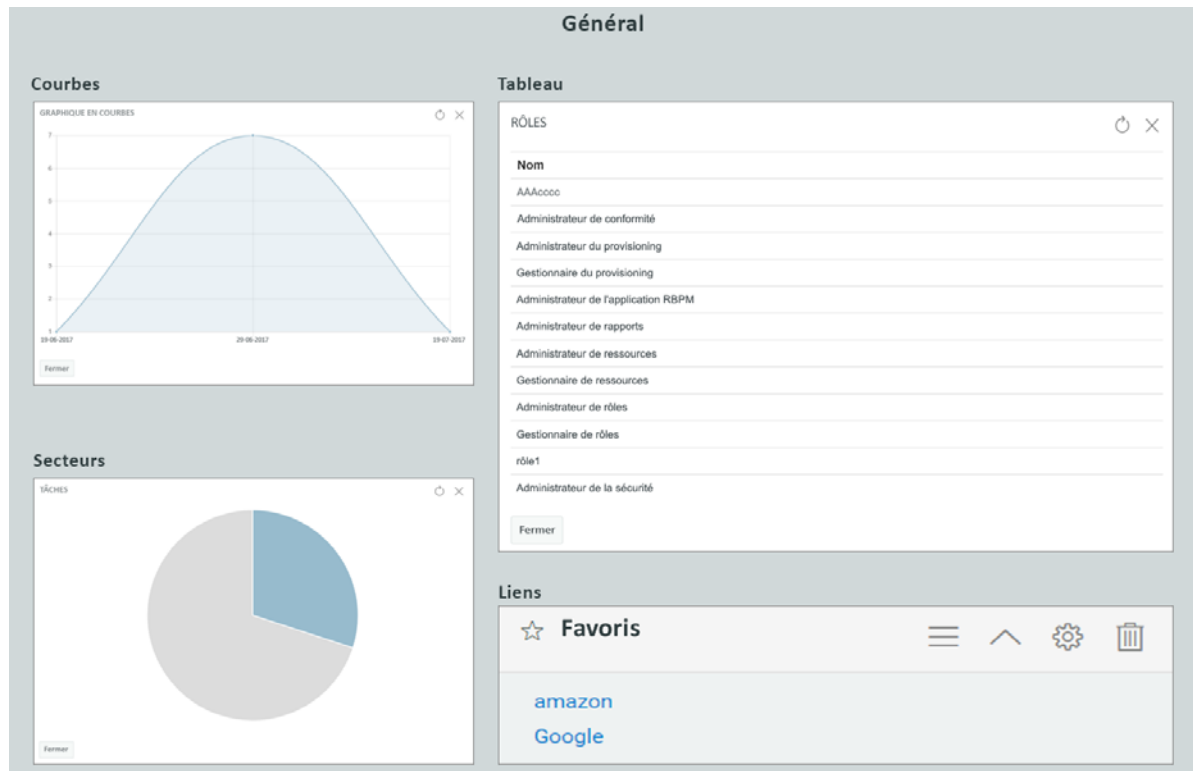 Général
Courbes
GRAPHIQUE EN COURBES
7
6
5
4
3
2
1
19-06-2017
29-06-2017
19-07-2017
Fermer
Secteurs
TÂCHES
Fermer
Tableau
RÔLES
Nom
AAAcccc
Administrateur de conformité
Administrateur du provisioning
Gestionnaire du provisioning
Administrateur de l'application RBPM
Administrateur de rapports
Administrateur de ressources
Gestionnaire de ressources
Administrateur de rôles
Gestionnaire de rôles
rôle1
Administrateur de la sécurité
Fermer
Liens
Favoris
amazon
Google